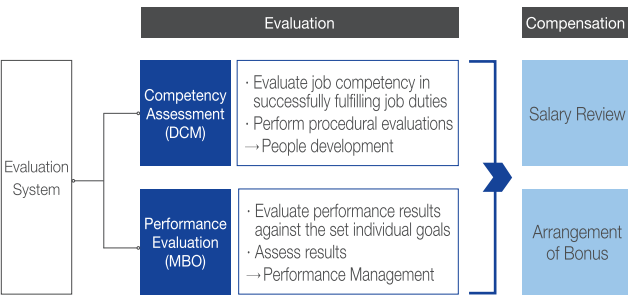 Evaluation
Compensation
Evaluation
System
Competency
Assessment
(DCM)
· Evaluate job competency in
successfully fulfilling job duties
· Perform procedural evaluations
→ People development
Salary Review
Performance
Evaluation
(MBO)
· Evaluate performance results
against the set individual goals
· Assess results
→ Performance Management
Arrangement
of Bonus